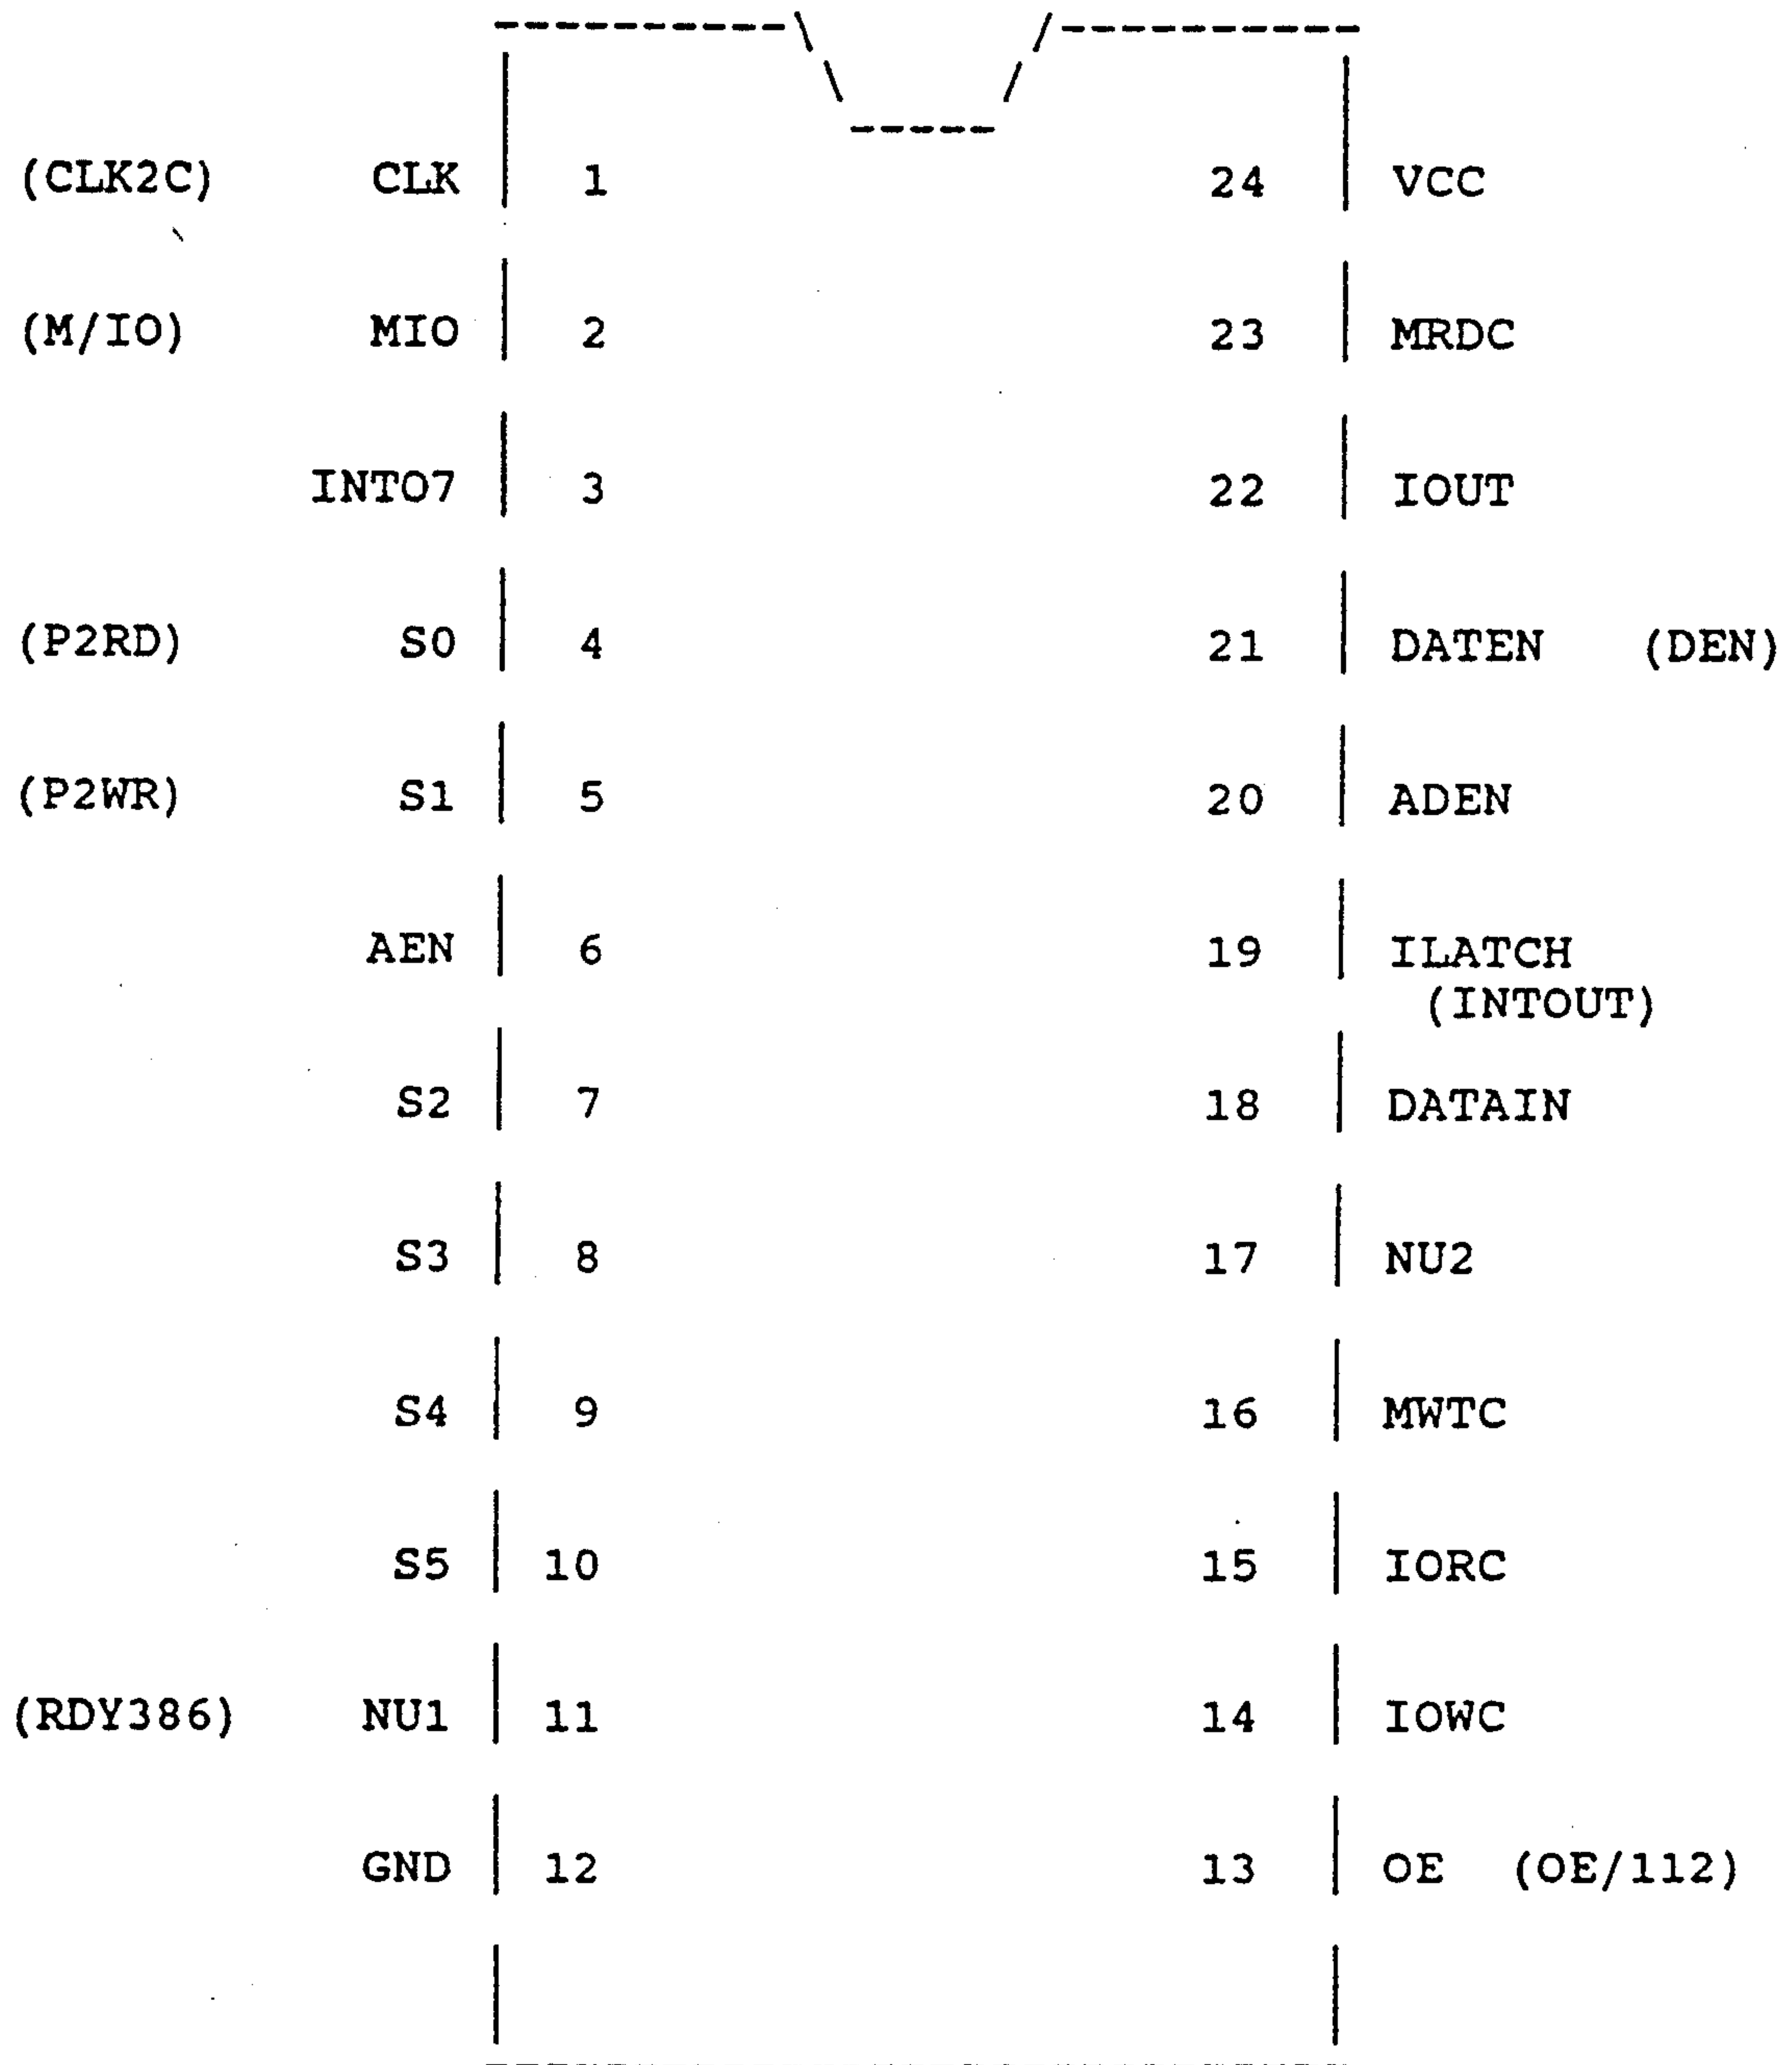 (CLK2C) CLK 1 24 VCC
(M/IO) MIO 2 23 MRDC
INTO7 3 22 IOUT
(P2RD) S0 4 21 DATEN (DEN)
(P2WR) S1 5 20 ADEN
AEN 6 19 ILATCH
(INTOUT)
S2 7 18 DATAIN
S3 8 17 NU2
S4 9 16 MWTC
S5 10 15 IORC
(RDY386) NU1 11 14 IOWC
GND 12 13 OE (OE/112)